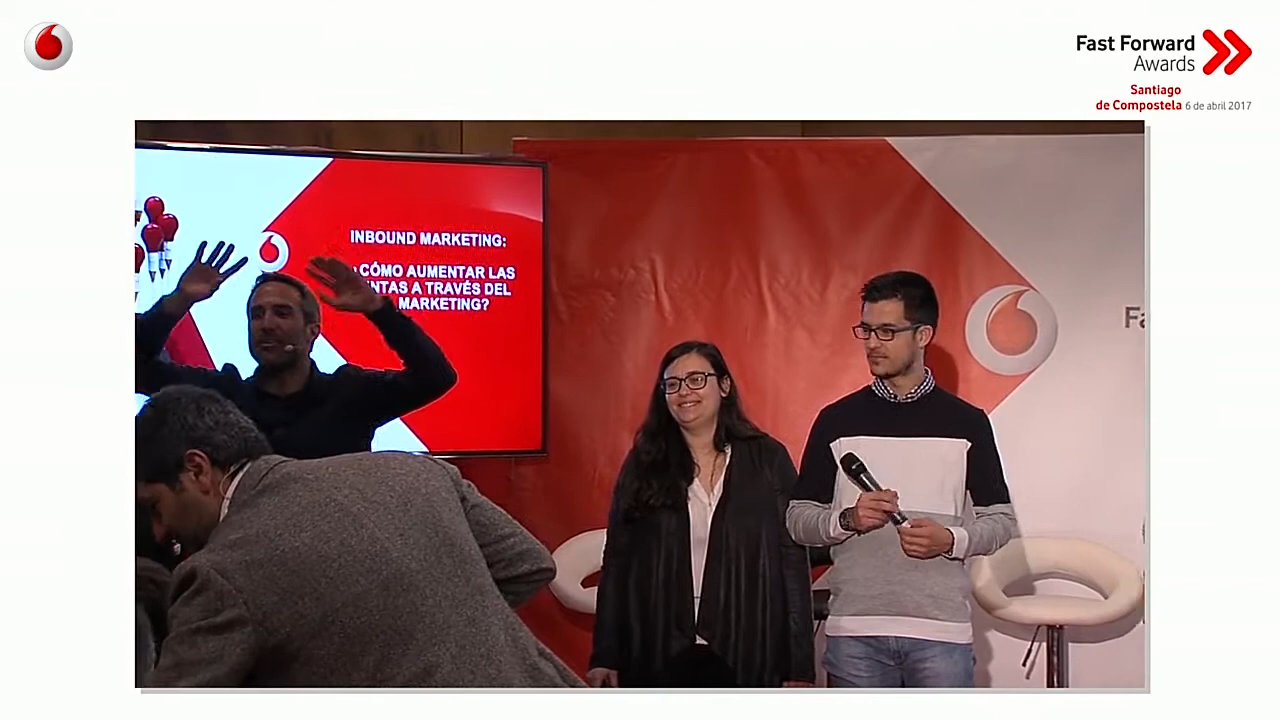 Fast Forward
Awards
Santiago
de Compostela 6 de abril 2017
INBOUND MARKETING:
CÓMO AUMENTAR LAS
A TRAVÉS DEL
MARKETING?